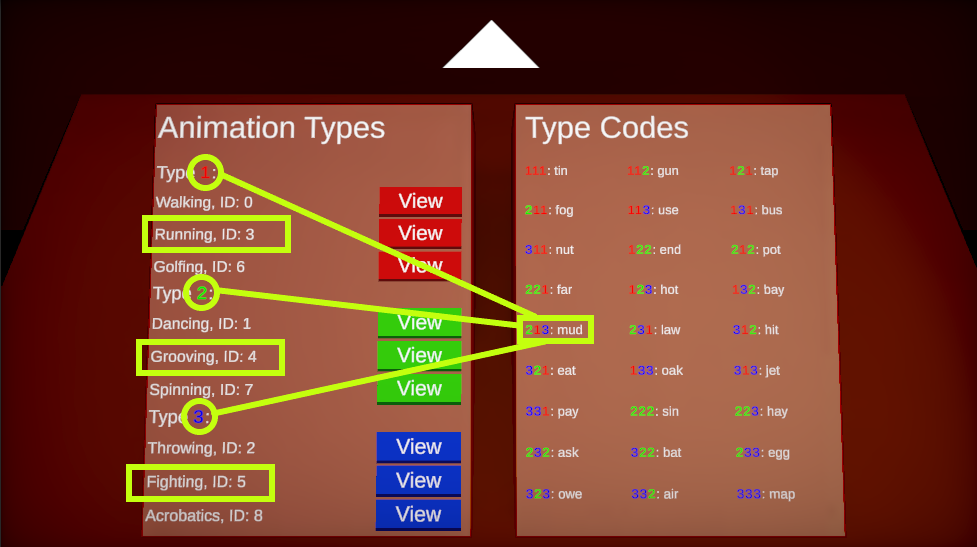 Animation Types
Type 1:
Walking, ID: 0 View
Running, ID: 3 View
Golfing, ID: 6 View
Type 2:
Dancing, ID: 1 View
Grooving, ID: 4 View
Spinning, ID: 7 View
Type 3:
Throwing, ID: 2 View
Fighting, ID: 5 View
Acrobatics, ID: 8 View
Type Codes
111: tin 112: gun 121: tap
211: fog 113: use 131: bus
311: nut 122: end 212: pot
221: far 123: hot 132: bay
213: mud 231: law 312: hit
321: eat 133: oak 313: jet
331: pay 222: sin 223: hay
232: ask 322: bat 233: egg
323: owe 332: air 333: map